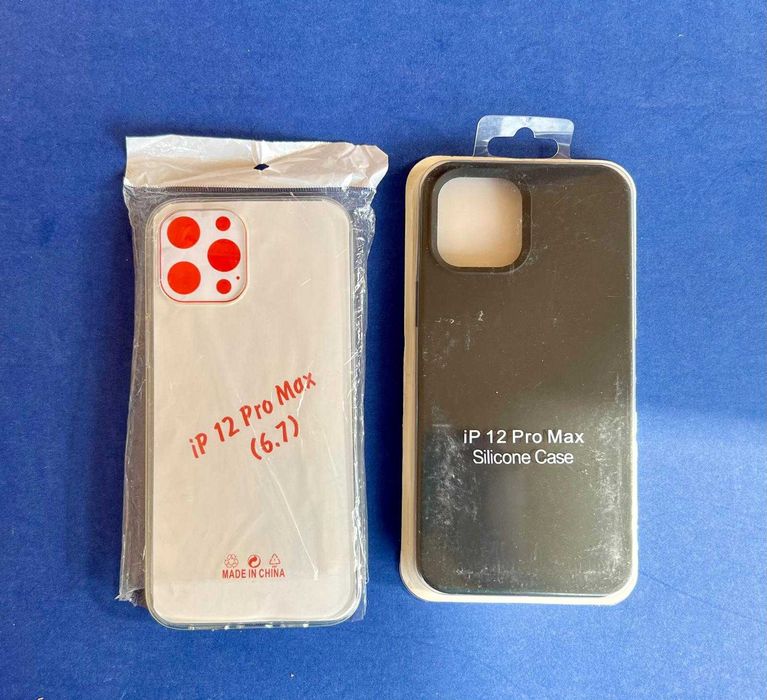 iP 12 Pro Max
(6.7)
MADE IN CHINA
iP 12 Pro Max
Silicone Case